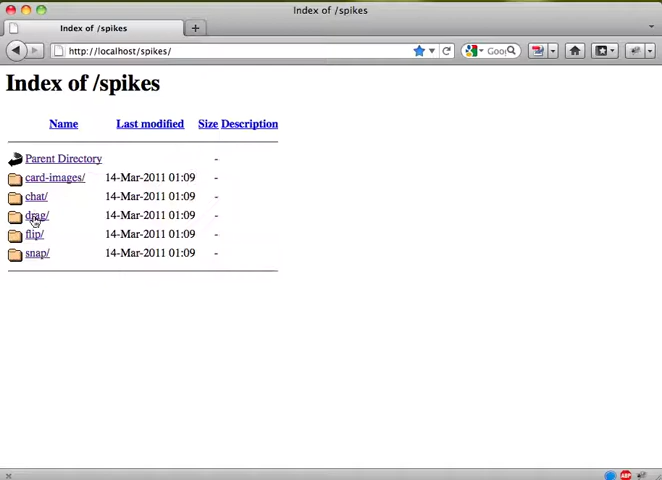 Index of /spikes
Index of /spikes
http://localhost/spikes/
Goo
Index of /spikes
Name Last modified Size Description
Parent Directory -
card-images/ 14-Mar-2011 01:09 -
chat/ 14-Mar-2011 01:09 -
drag/ 14-Mar-2011 01:09 -
flip/ 14-Mar-2011 01:09 -
snap/ 14-Mar-2011 01:09 -
ABP